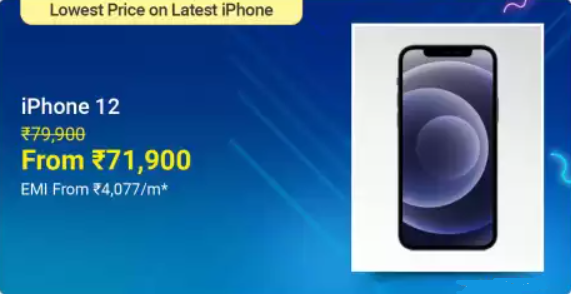 Lowest Price on Latest iPhone
iPhone 12
₹79,900
From ₹71,900
EMI From ₹4,077/m*